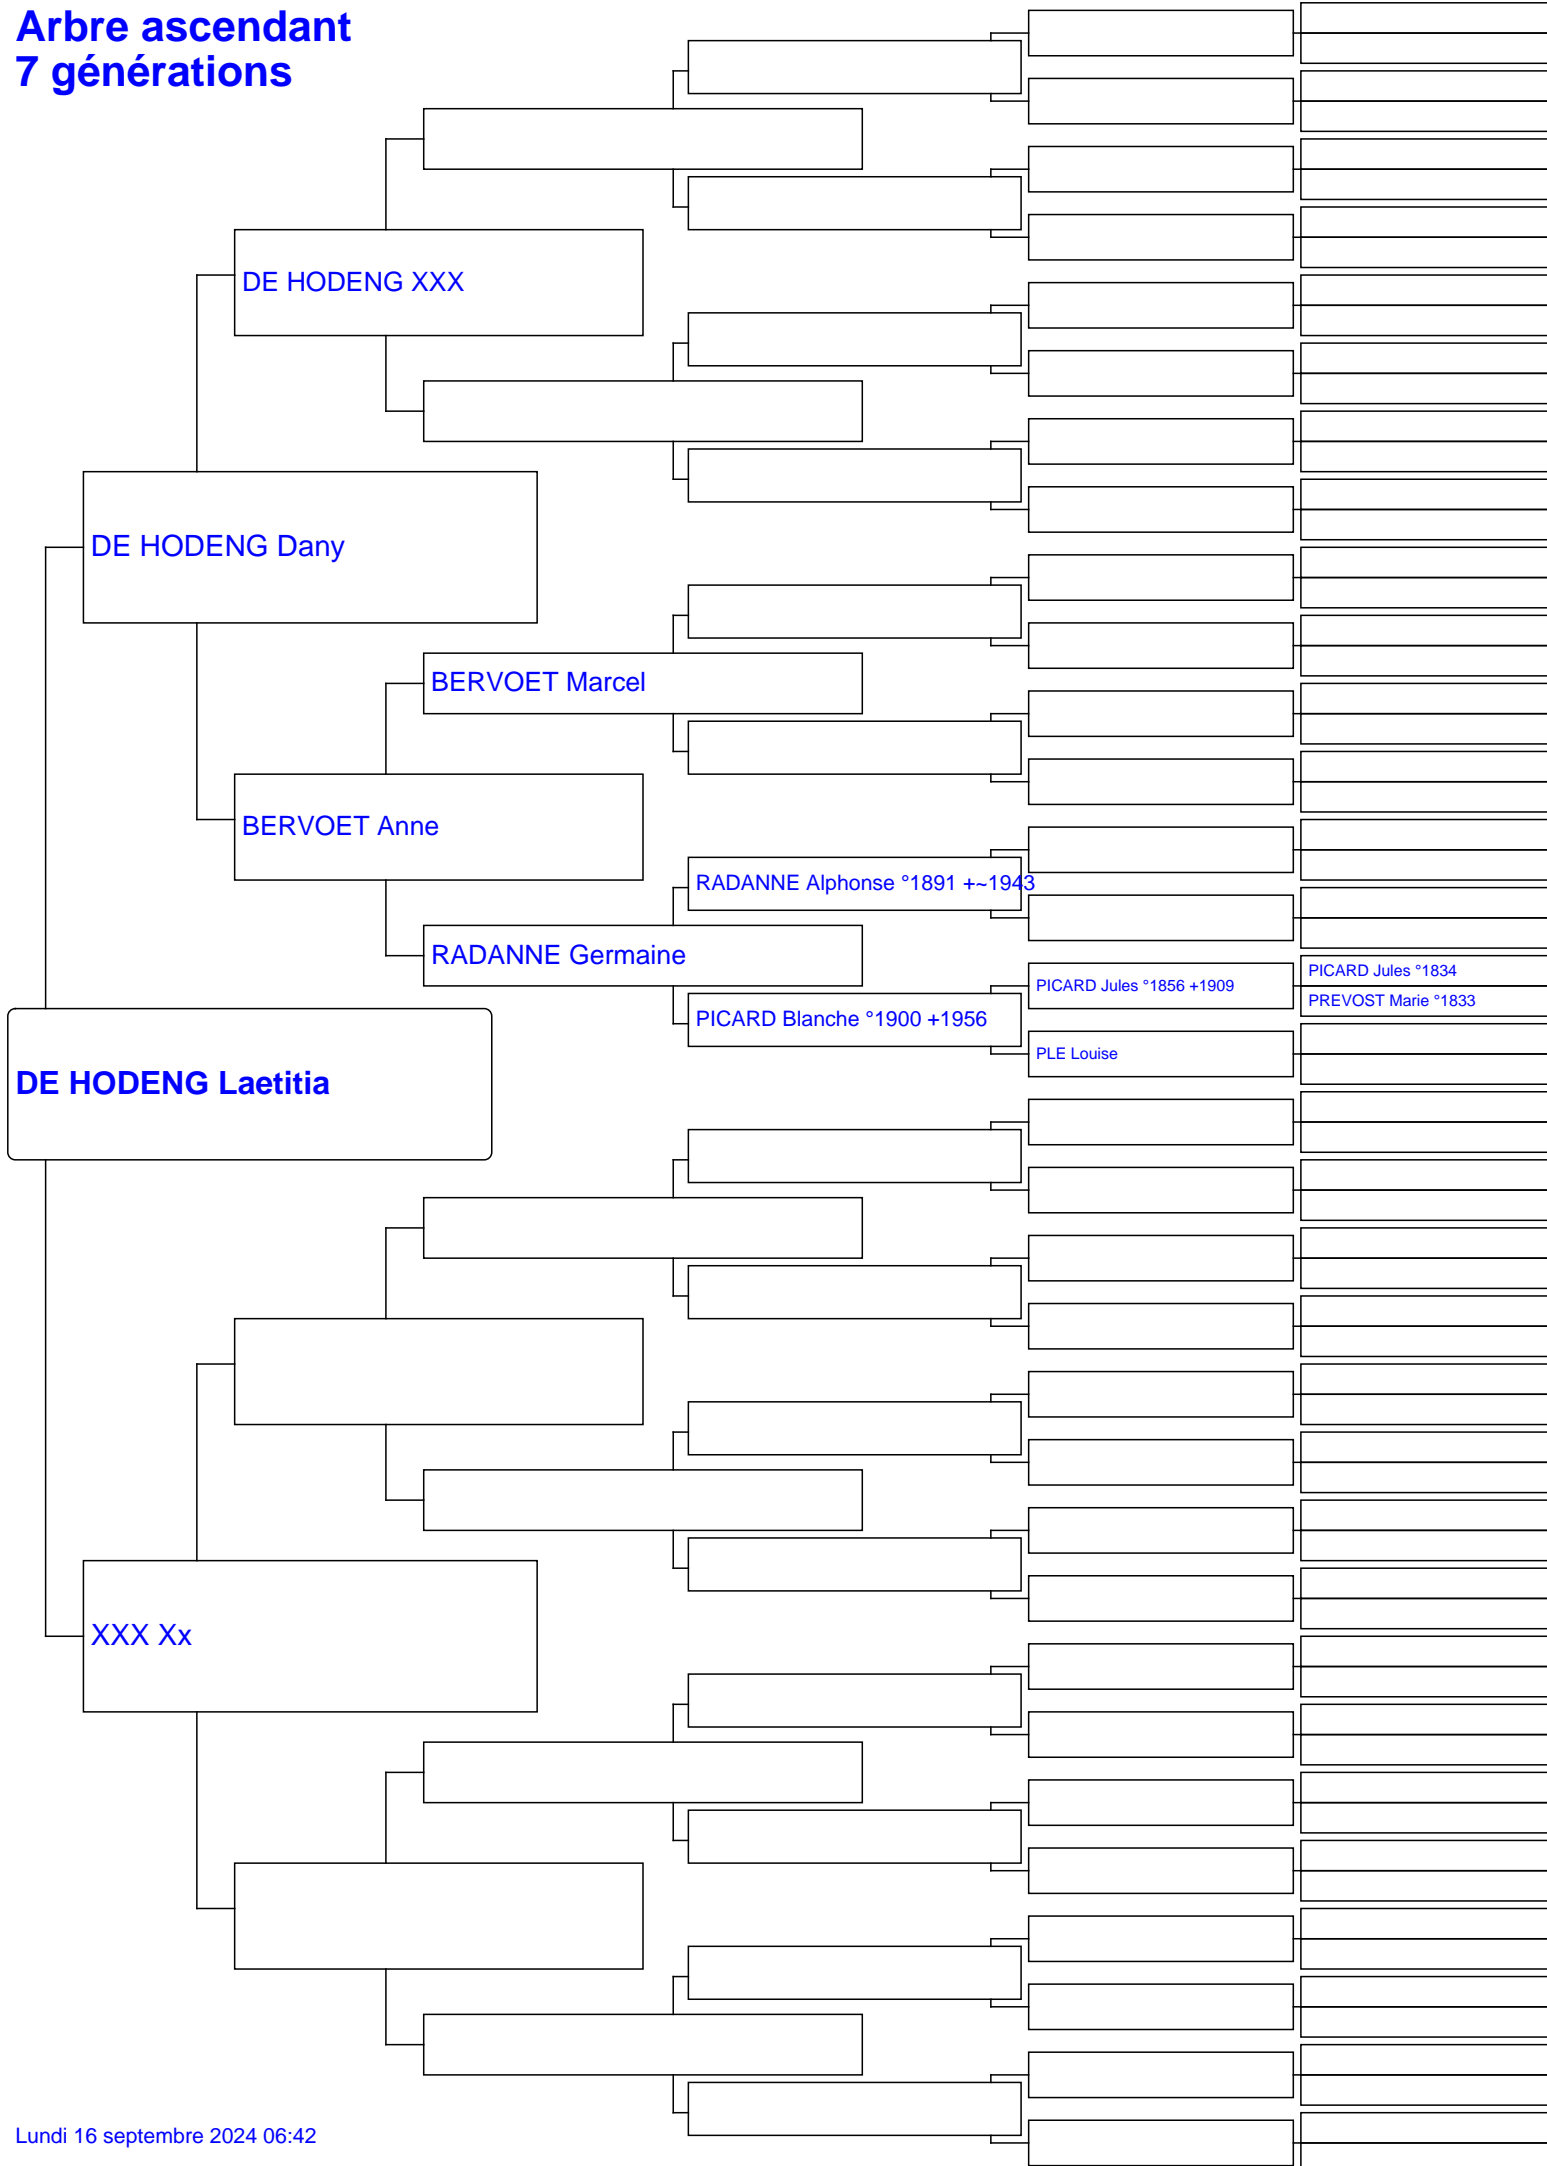 Arbre ascendant
7 générations
DE HODENG XXX
DE HODENG Dany
BERVOET Marcel
BERVOET Anne
RADANNE Alphonse °1891 +~1943
RADANNE Germaine
PICARD Jules °1834
PICARD Jules °1856 +1909
PREVOST Marie °1833
PICARD Blanche °1900 +1956
PLE Louise
DE HODENG Laetitia
XXX Xx
Lundi 16 septembre 2024 06:42